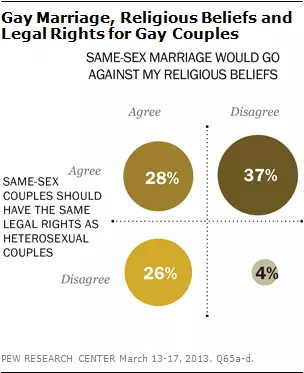 Gay Marriage, Religious Beliefs and
Legal Rights for Gay Couples
SAME-SEX MARRIAGE WOULD GO
AGAINST MY RELIGIOUS BELIEFS
Agree
Disagree
SAME-SEX
COUPLES SHOULD
HAVE THE SAME
LEGAL RIGHTS AS
HETEROSEXUAL
COUPLES
Agree
28%
37%
Disagree
26%
4%
PEW RESEARCH CENTER March 13-17, 2013. Q65a-d.